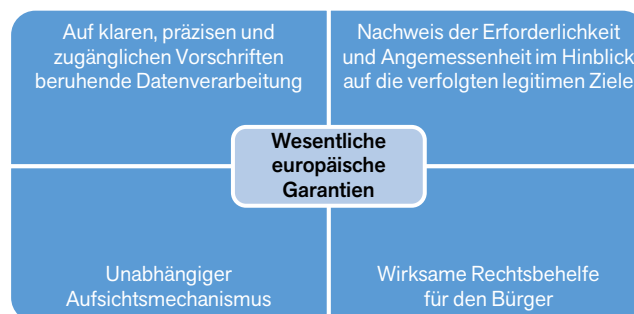 Auf klaren, präzisen und
zugänglichen Vorschriften
beruhende Datenverarbeitung
Nachweis der Erforderlichkeit
und Angemessenheit im Hinblick
auf die verfolgten legitimen Ziele
Wesentliche
europäische
Garantien
Unabhängiger
Aufsichtsmechanismus
Wirksame Rechtsbehelfe
für den Bürger